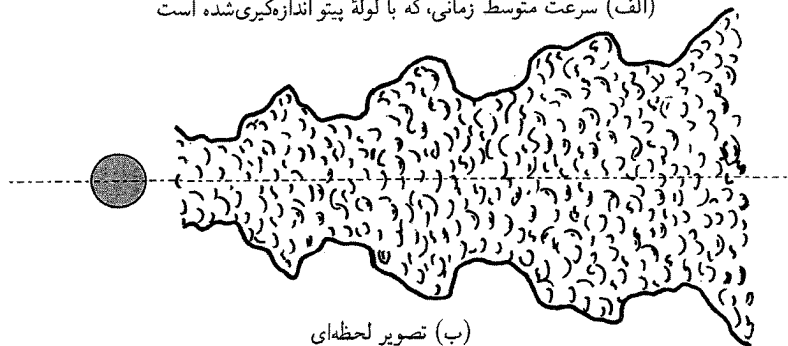 (الف) سرعت متوسط زمانی، که با لولهٔ پیتو اندازه‌گیری‌شده است
(ب) تصویر لحظه‌ای